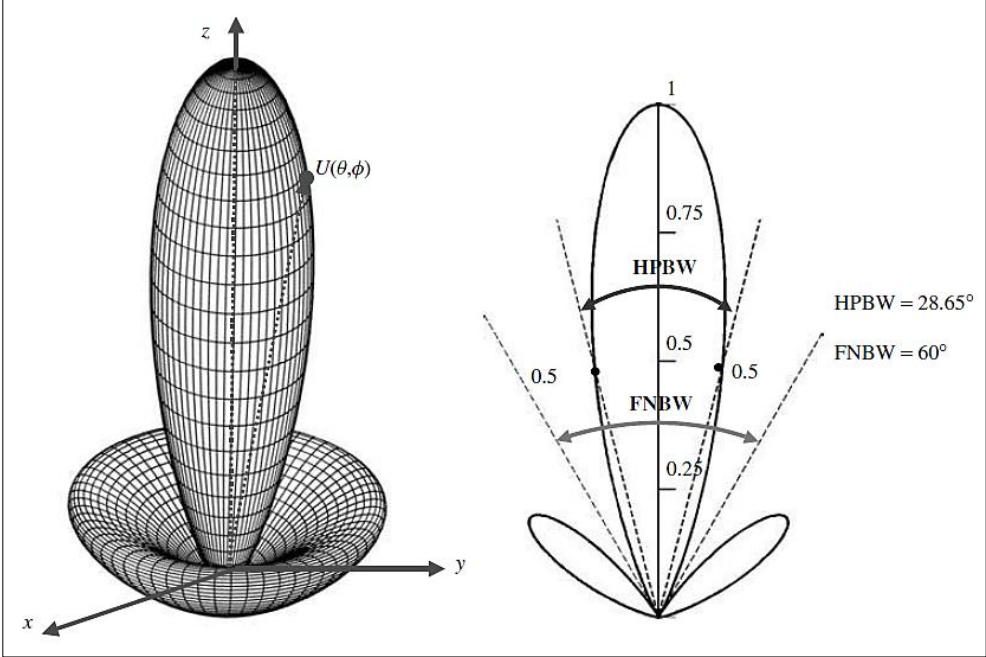 z
U(θ,ϕ)
y
x
1
0.75
HPBW
HPBW = 28.65°
0.5
FNBW = 60°
0.5
0.5
FNBW
0.25